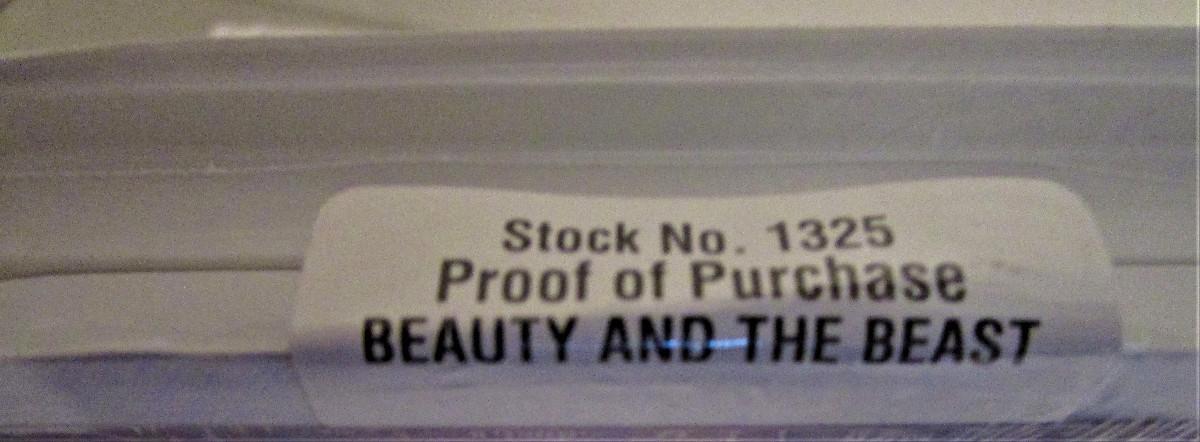 Stock No. 1325
Proof of Purchase
BEAUTY AND THE BEAST